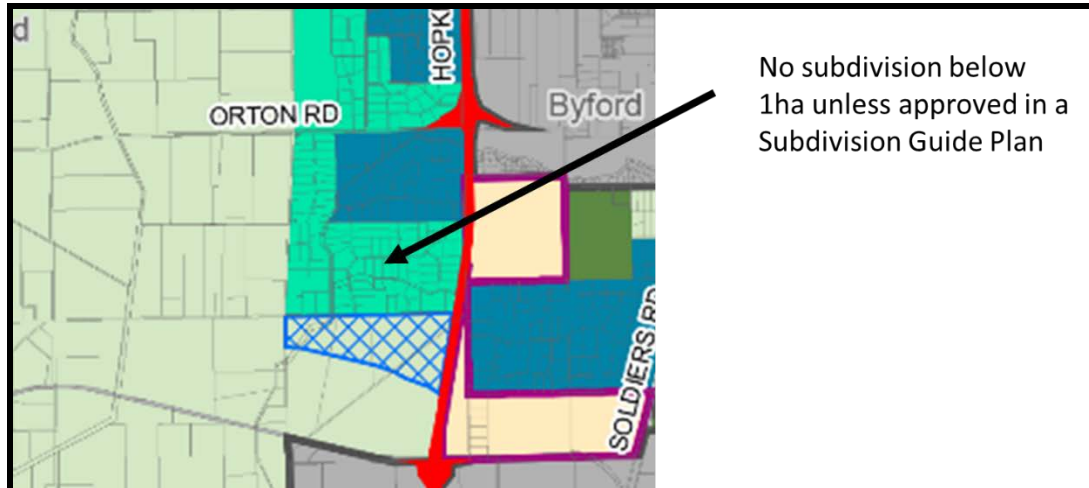 d
HOPK
ORTON RD
Byford
SOLDIERS RD
No subdivision below
1ha unless approved in a
Subdivision Guide Plan